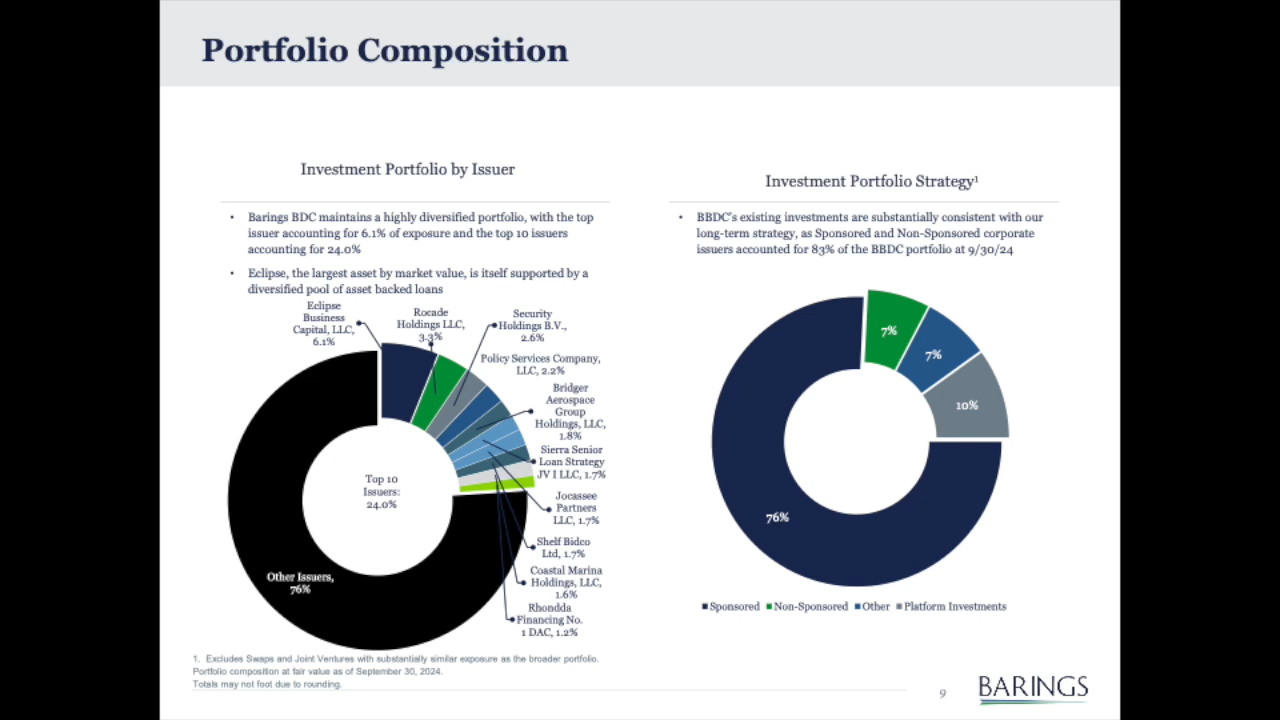 Portfolio Composition
Investment Portfolio by Issuer
• Barings BDC maintains a highly diversified portfolio, with the top
issuer accounting for 6.1% of exposure and the top 10 issuers
accounting for 24.0%
• Eclipse, the largest asset by market value, is itself supported by a
diversified pool of asset backed loans
Eclipse
Business
Capital, LLC,
6.1%
Rocade
Holdings LLC,
3.3%
Security
Holdings B.V.,
2.6%
Policy Services Company,
LLC, 2.2%
Bridger
Aerospace
Group
Holdings, LLC,
1.8%
Sierra Senior
Loan Strategy
JV I LLC, 1.7%
Jocassee
Partners
LLC, 1.7%
Shelf Bidco
Ltd, 1.7%
Coastal Marina
Holdings, LLC,
1.6%
Rhondda
Financing No.
1 DAC, 1.2%
Top 10
Issuers:
24.0%
Other Issuers,
76%
Investment Portfolio Strategy¹
• BBDC's existing investments are substantially consistent with our
long-term strategy, as Sponsored and Non-Sponsored corporate
issuers accounted for 83% of the BBDC portfolio at 9/30/24
7%
7%
10%
76%
Sponsored Non-Sponsored Other Platform Investments
1. Excludes Swaps and Joint Ventures with substantially similar exposure as the broader portfolio.
Portfolio composition at fair value as of September 30, 2024.
Totals may not foot due to rounding.
9
BARINGS